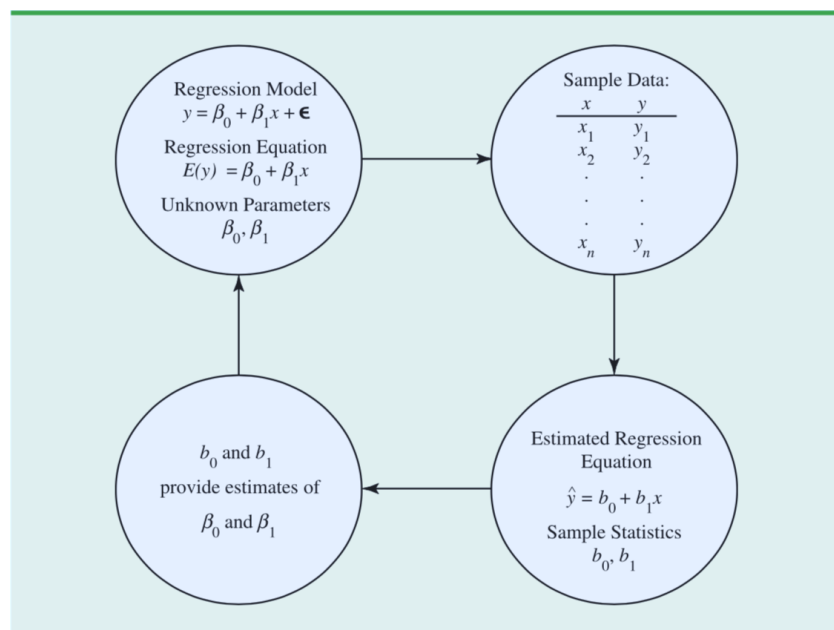 Regression Model
y = β₀ + β₁x + ϵ
Regression Equation
E(y) = β₀ + β₁x
Unknown Parameters
β₀, β₁
Sample Data:
x y
x₁ y₁
x₂ y₂
. .
. .
. .
xₙ yₙ
Estimated Regression
Equation
ŷ = b₀ + b₁x
Sample Statistics
b₀, b₁
b₀ and b₁
provide estimates of
β₀ and β₁